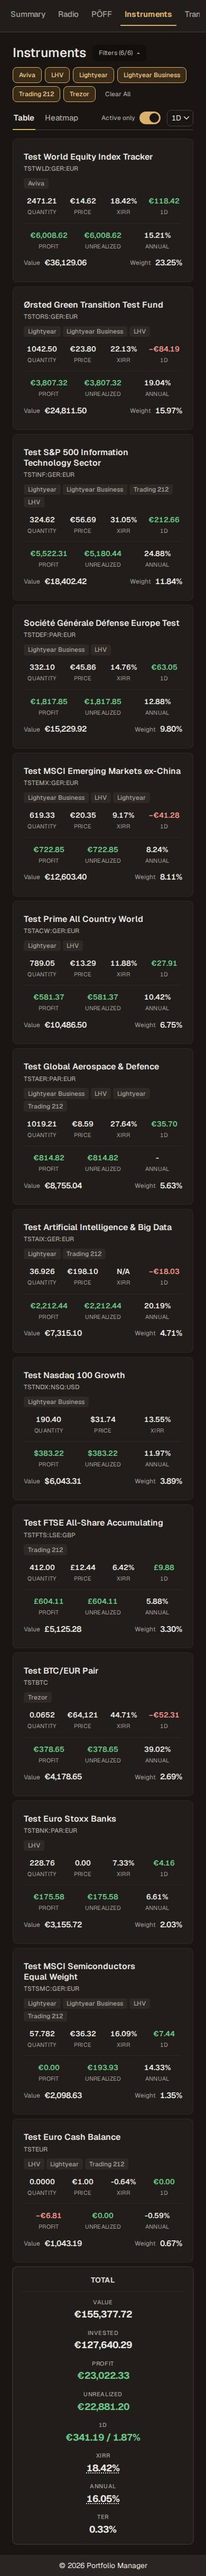 Summary Radio PÖFF Instruments Tran
Instruments Filters (6/6)
Aviva LHV Lightyear Lightyear Business
Trading 212 Trezor Clear All
Table Heatmap Active only 1D
Test World Equity Index Tracker
TSTWLD:GER:EUR
Aviva
2471.21 €14.62 18.42% €118.42
QUANTITY PRICE XIRR 1D
€6,008.62 €6,008.62 15.21%
PROFIT UNREALIZED ANNUAL
Value €36,129.06 Weight 23.25%
Ørsted Green Transition Test Fund
TSTORS:GER:EUR
Lightyear Lightyear Business LHV
1042.50 €23.80 22.13% −€84.19
QUANTITY PRICE XIRR 1D
€3,807.32 €3,807.32 19.04%
PROFIT UNREALIZED ANNUAL
Value €24,811.50 Weight 15.97%
Test S&P 500 Information
Technology Sector
TSTINF:GER:EUR
Lightyear Lightyear Business Trading 212
LHV
324.62 €56.69 31.05% €212.66
QUANTITY PRICE XIRR 1D
€5,522.31 €5,180.44 24.88%
PROFIT UNREALIZED ANNUAL
Value €18,402.42 Weight 11.84%
Société Générale Défense Europe Test
TSTDEF:PAR:EUR
Lightyear Business LHV
332.10 €45.86 14.76% €63.05
QUANTITY PRICE XIRR 1D
€1,817.85 €1,817.85 12.88%
PROFIT UNREALIZED ANNUAL
Value €15,229.92 Weight 9.80%
Test MSCI Emerging Markets ex-China
TSTEMX:GER:EUR
Lightyear Business LHV Lightyear
619.33 €20.35 9.17% −€41.28
QUANTITY PRICE XIRR 1D
€722.85 €722.85 8.24%
PROFIT UNREALIZED ANNUAL
Value €12,603.40 Weight 8.11%
Test Prime All Country World
TSTACW:GER:EUR
Lightyear LHV
789.05 €13.29 11.88% €27.91
QUANTITY PRICE XIRR 1D
€581.37 €581.37 10.42%
PROFIT UNREALIZED ANNUAL
Value €10,486.50 Weight 6.75%
Test Global Aerospace & Defence
TSTAER:PAR:EUR
Lightyear Business LHV Lightyear
Trading 212
1019.21 €8.59 27.64% €35.70
QUANTITY PRICE XIRR 1D
€814.82 €814.82 -
PROFIT UNREALIZED ANNUAL
Value €8,755.04 Weight 5.63%
Test Artificial Intelligence & Big Data
TSTAIX:GER:EUR
Lightyear Trading 212
36.926 €198.10 N/A −€18.03
QUANTITY PRICE XIRR 1D
€2,212.44 €2,212.44 20.19%
PROFIT UNREALIZED ANNUAL
Value €7,315.10 Weight 4.71%
Test Nasdaq 100 Growth
TSTNDX:NSQ:USD
Lightyear Business
190.40 $31.74 13.55%
QUANTITY PRICE XIRR
$383.22 $383.22 11.97%
PROFIT UNREALIZED ANNUAL
Value $6,043.31 Weight 3.89%
Test FTSE All-Share Accumulating
TSTFTS:LSE:GBP
Trading 212
412.00 £12.44 6.42% £9.88
QUANTITY PRICE XIRR 1D
£604.11 £604.11 5.88%
PROFIT UNREALIZED ANNUAL
Value £5,125.28 Weight 3.30%
Test BTC/EUR Pair
TSTBTC
Trezor
0.0652 €64,121 44.71% −€52.31
QUANTITY PRICE XIRR 1D
€378.65 €378.65 39.02%
PROFIT UNREALIZED ANNUAL
Value €4,178.65 Weight 2.69%
Test Euro Stoxx Banks
TSTBNK:PAR:EUR
LHV
228.76 0.00 7.33% €4.16
QUANTITY PRICE XIRR 1D
€175.58 €175.58 6.61%
PROFIT UNREALIZED ANNUAL
Value €3,155.72 Weight 2.03%
Test MSCI Semiconductors
Equal Weight
TSTSMC:GER:EUR
Lightyear Lightyear Business LHV
Trading 212
57.782 €36.32 16.09% €7.44
QUANTITY PRICE XIRR 1D
€0.00 €193.93 14.33%
PROFIT UNREALIZED ANNUAL
Value €2,098.63 Weight 1.35%
Test Euro Cash Balance
TSTEUR
LHV Lightyear Trading 212
0.0000 €1.00 -0.64% €0.00
QUANTITY PRICE XIRR 1D
−€6.81 €0.00 -0.59%
PROFIT UNREALIZED ANNUAL
Value €1,043.19 Weight 0.67%
TOTAL
VALUE
€155,377.72
INVESTED
€127,640.29
PROFIT
€23,022.33
UNREALIZED
€22,881.20
1D
€341.19 / 1.87%
XIRR
18.42%
ANNUAL
16.05%
TER
0.33%
© 2026 Portfolio Manager